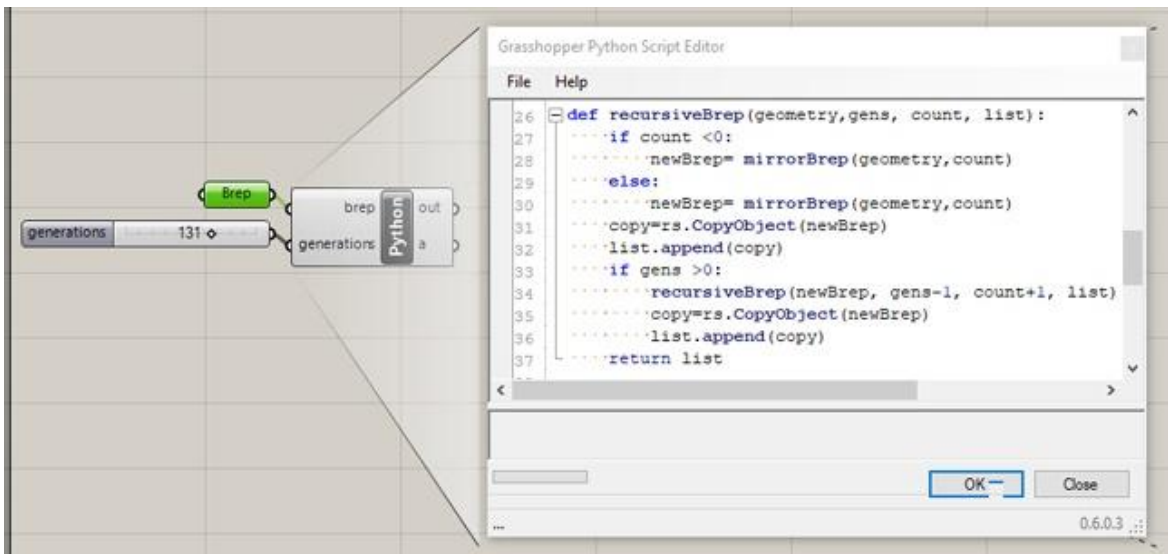 Grasshopper Python Script Editor
File Help
26 def recursiveBrep(geometry,gens, count, list):
27 if count <0:
28 newBrep= mirrorBrep(geometry,count)
29 else:
30 newBrep= mirrorBrep(geometry,count)
31 copy=rs.CopyObject(newBrep)
32 list.append(copy)
33 if gens >0:
34 recursiveBrep(newBrep, gens-1, count+1, list)
35 copy=rs.CopyObject(newBrep)
36 list.append(copy)
37 return list
Brep
generations 131
brep
generations
Python
out
a
OK
Close
...
0.6.0.3